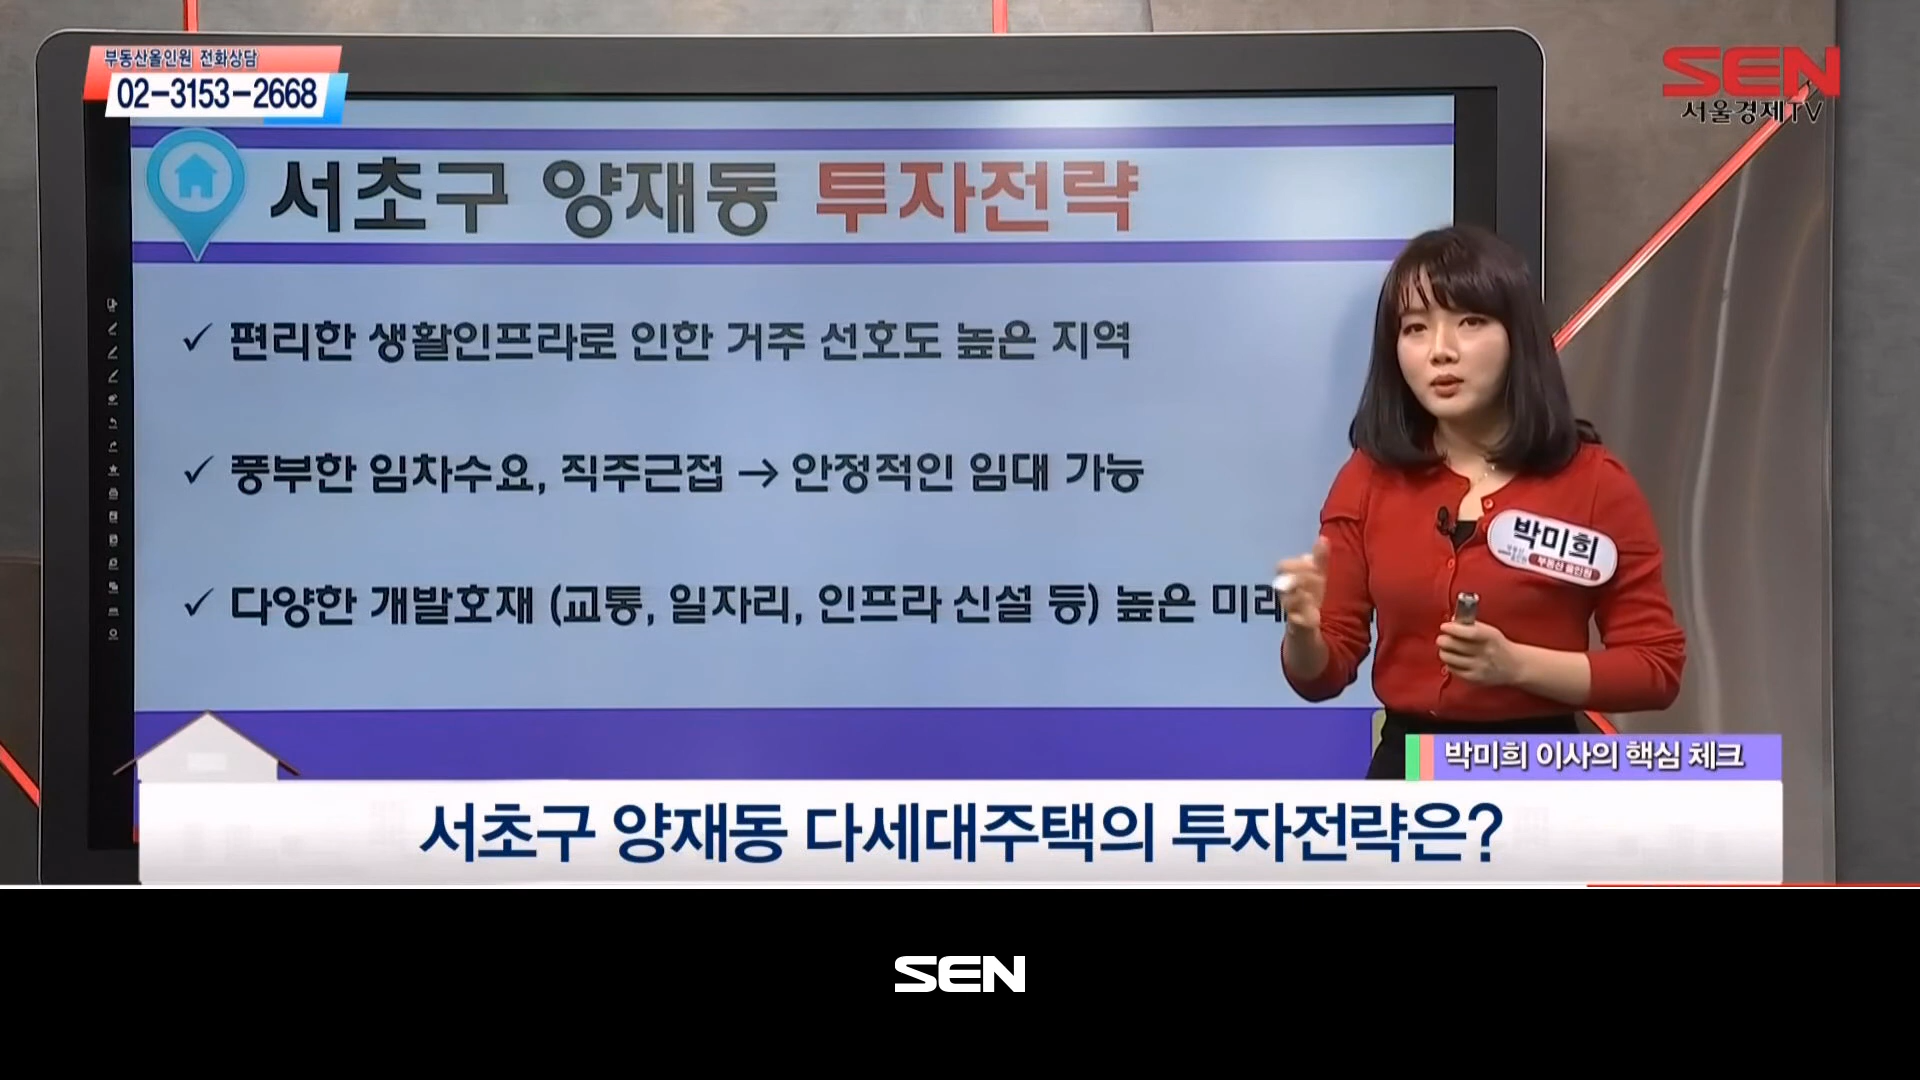 부동산올인원 전화상담
02-3153-2668
SEN
서울경제TV
서초구 양재동 투자전략
✓ 편리한 생활인프라로 인한 거주 선호도 높은 지역
✓ 풍부한 임차수요, 직주근접 → 안정적인 임대 가능
✓ 다양한 개발호재 (교통, 일자리, 인프라 신설 등) 높은 미래
박미희
부동산 올인원
박미희 이사의 핵심 체크
서초구 양재동 다세대주택의 투자전략은?
SEN